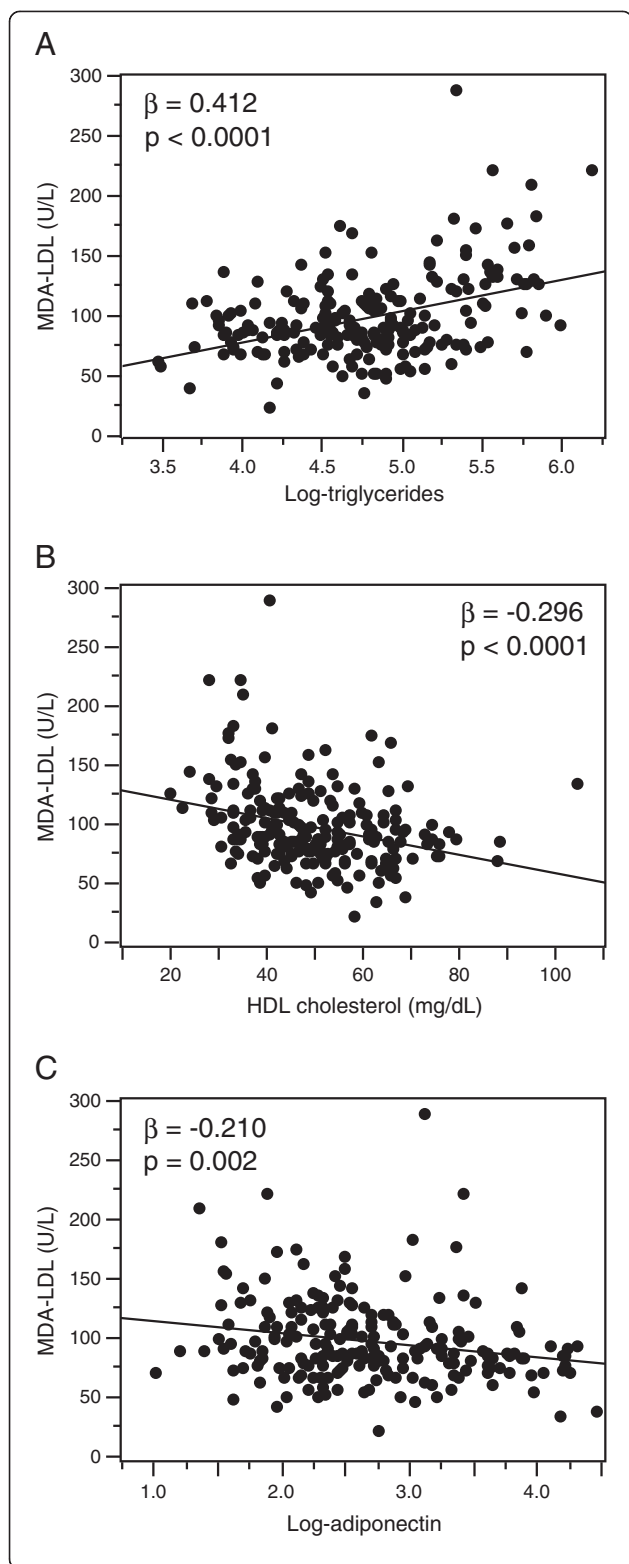 A
β = 0.412
p < 0.0001
MDA-LDL (U/L)
300
250
200
150
100
50
0
3.5 4.0 4.5 5.0 5.5 6.0
Log-triglycerides
B
β = -0.296
p < 0.0001
MDA-LDL (U/L)
300
250
200
150
100
50
0
20 40 60 80 100
HDL cholesterol (mg/dL)
C
β = -0.210
p = 0.002
MDA-LDL (U/L)
300
250
200
150
100
50
0
1.0 2.0 3.0 4.0
Log-adiponectin